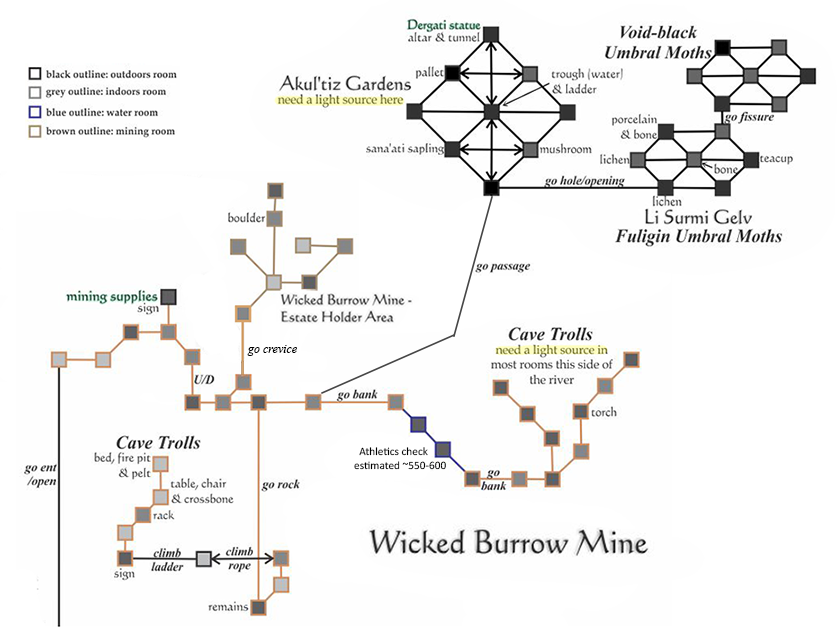 Dergati statue
altar & tunnel
Void-black
Umbral Moths
black outline: outdoors room
grey outline: indoors room
blue outline: water room
brown outline: mining room
Akul'tiz Gardens
need a light source here
pallet
trough (water)
& ladder
go fissure
porcelain
& bone
sana'ati sapling
mushroom
lichen
bone
teacup
go hole/opening
lichen
Li Surmi Gelv
Fuligin Umbral Moths
boulder
go passage
mining supplies
sign
Wicked Burrow Mine -
Estate Holder Area
go crevice
U/D
Cave Trolls
need a light source in
most rooms this side of
the river
go bank
torch
Athletics check
estimated ~550-600
go
bank
Cave Trolls
bed, fire pit
& pelt
table, chair
& crossbone
rack
go ent
/open
go rock
climb
ladder
climb
rope
sign
remains
Wicked Burrow Mine